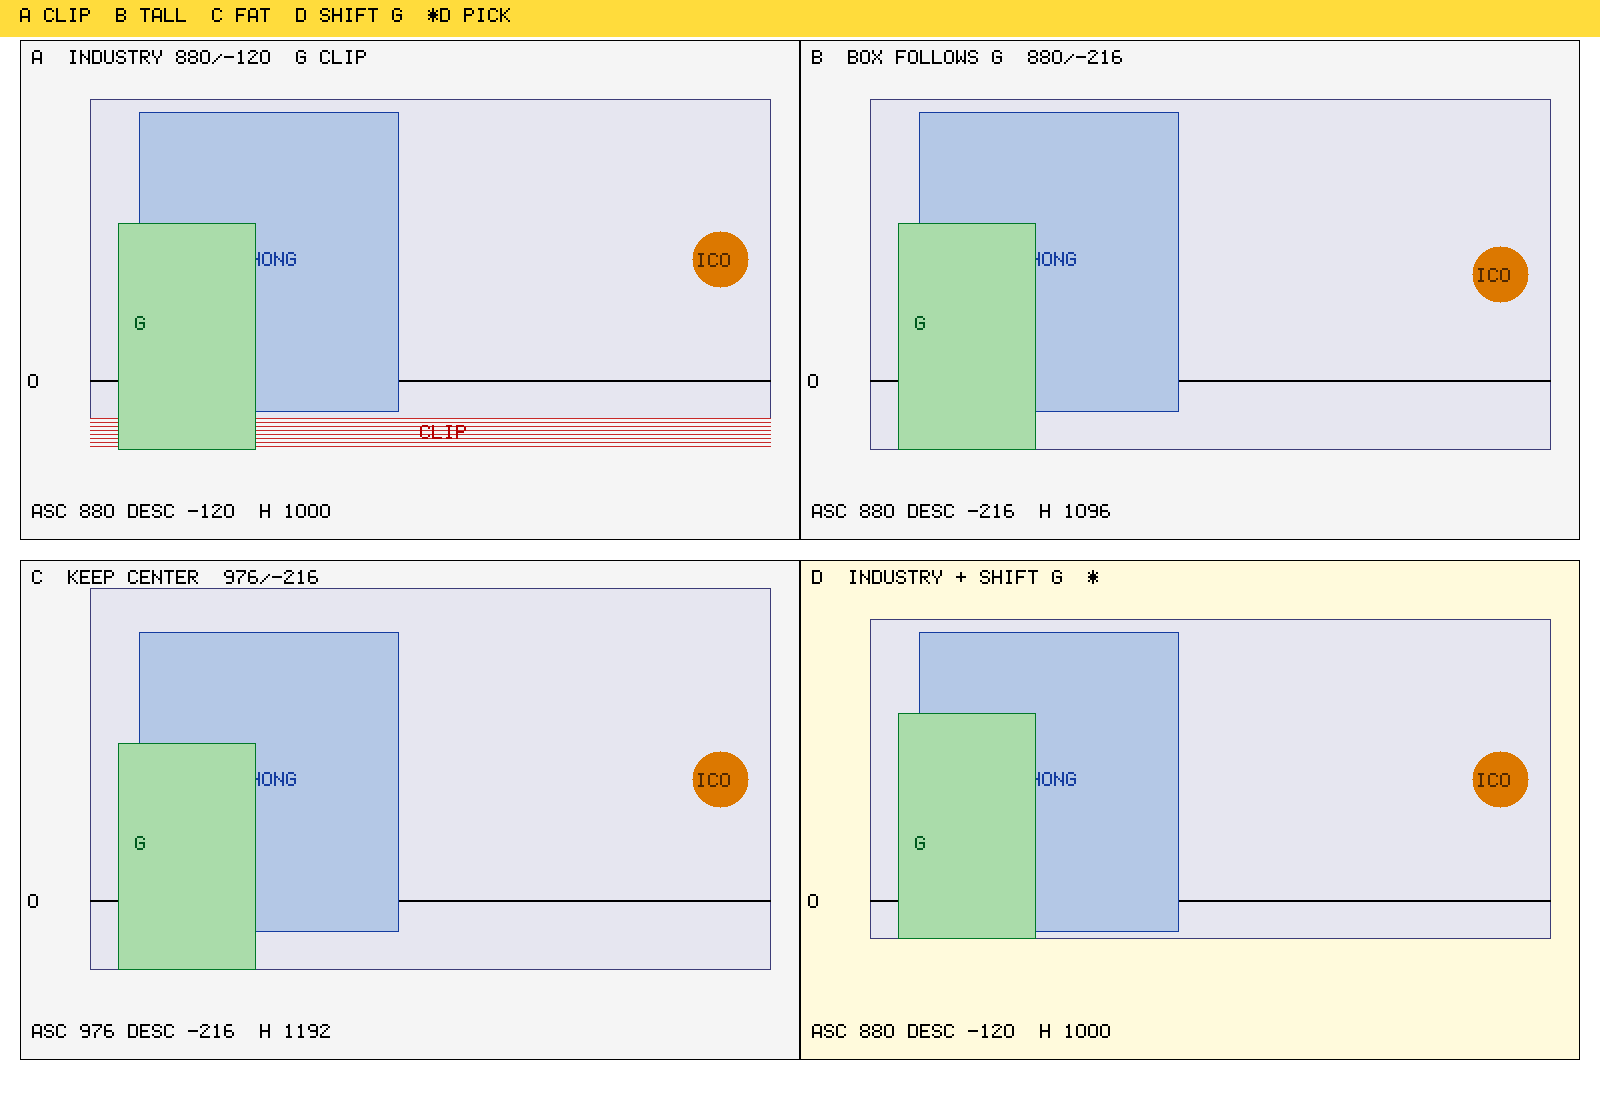 A CLIP  B TALL  C FAT  D SHIFT G  *D PICK
A  INDUSTRY 880/-120  G CLIP
HONG
ICO
G
0
CLIP
ASC 880 DESC -120  H 1000
B  BOX FOLLOWS G  880/-216
HONG
ICO
G
0
ASC 880 DESC -216  H 1096
C  KEEP CENTER  976/-216
HONG
ICO
G
0
ASC 976 DESC -216  H 1192
D  INDUSTRY + SHIFT G  *
HONG
ICO
G
0
ASC 880 DESC -120  H 1000